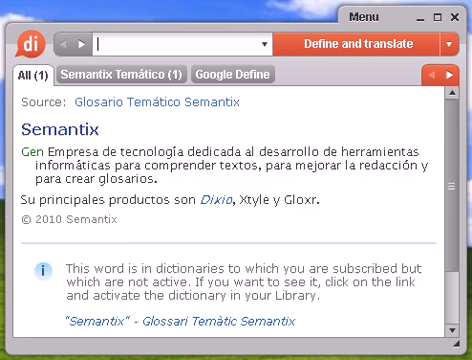 Menu
di
Define and translate
All (1)
Semantix Temático (1)
Google Define
Source: Glosario Temático Semantix
Semantix
Gen Empresa de tecnología dedicada al desarrollo de herramientas
informáticas para comprender textos, para mejorar la redacción y
para crear glosarios.
Su principales productos son Dixio, Xtyle y Gloxr.
© 2010 Semantix
i
This word is in dictionaries to which you are subscribed but
which are not active. If you want to see it, click on the link
and activate the dictionary in your Library.
"Semantix" - Glossari Temàtic Semantix